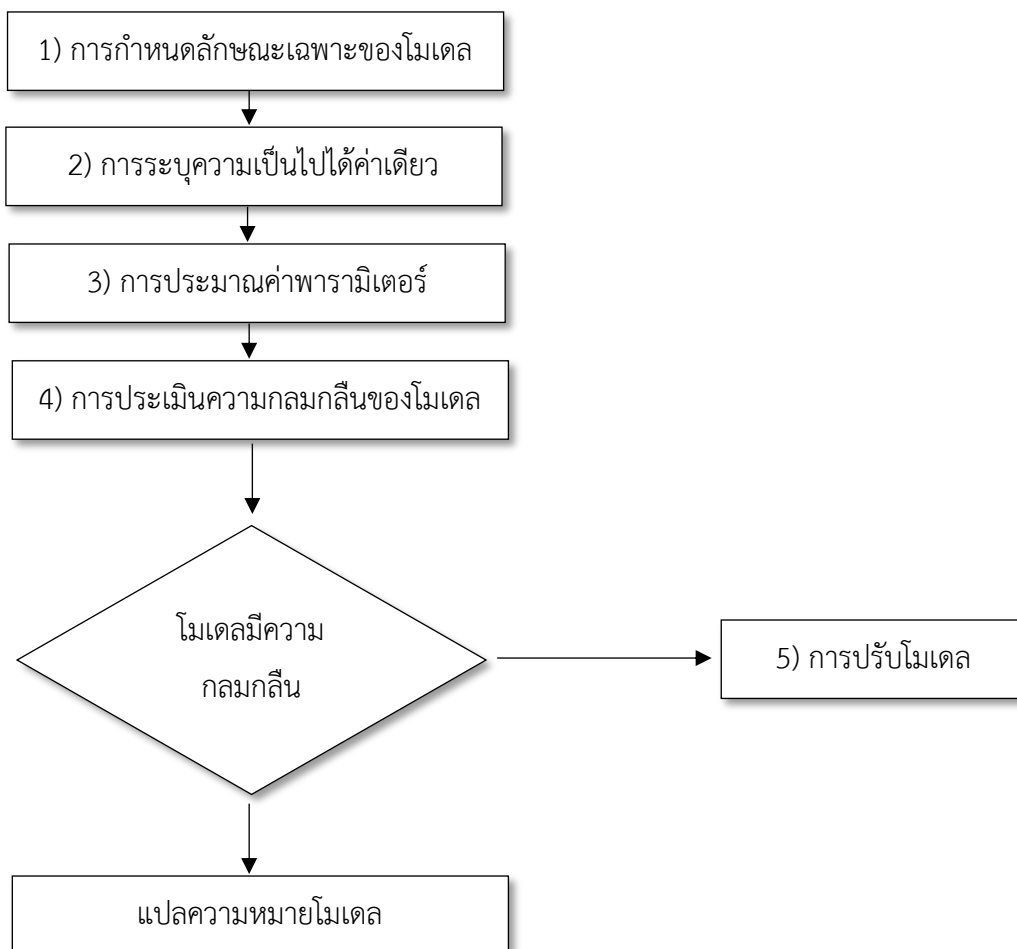 1) การกำหนดลักษณะเฉพาะของโมเดล
2) การระบุความเป็นไปได้ค่าเดียว
3) การประมาณค่าพารามิเตอร์
4) การประเมินความกลมกลืนของโมเดล
โมเดลมีความ
กลมกลืน
5) การปรับโมเดล
แปลความหมายโมเดล